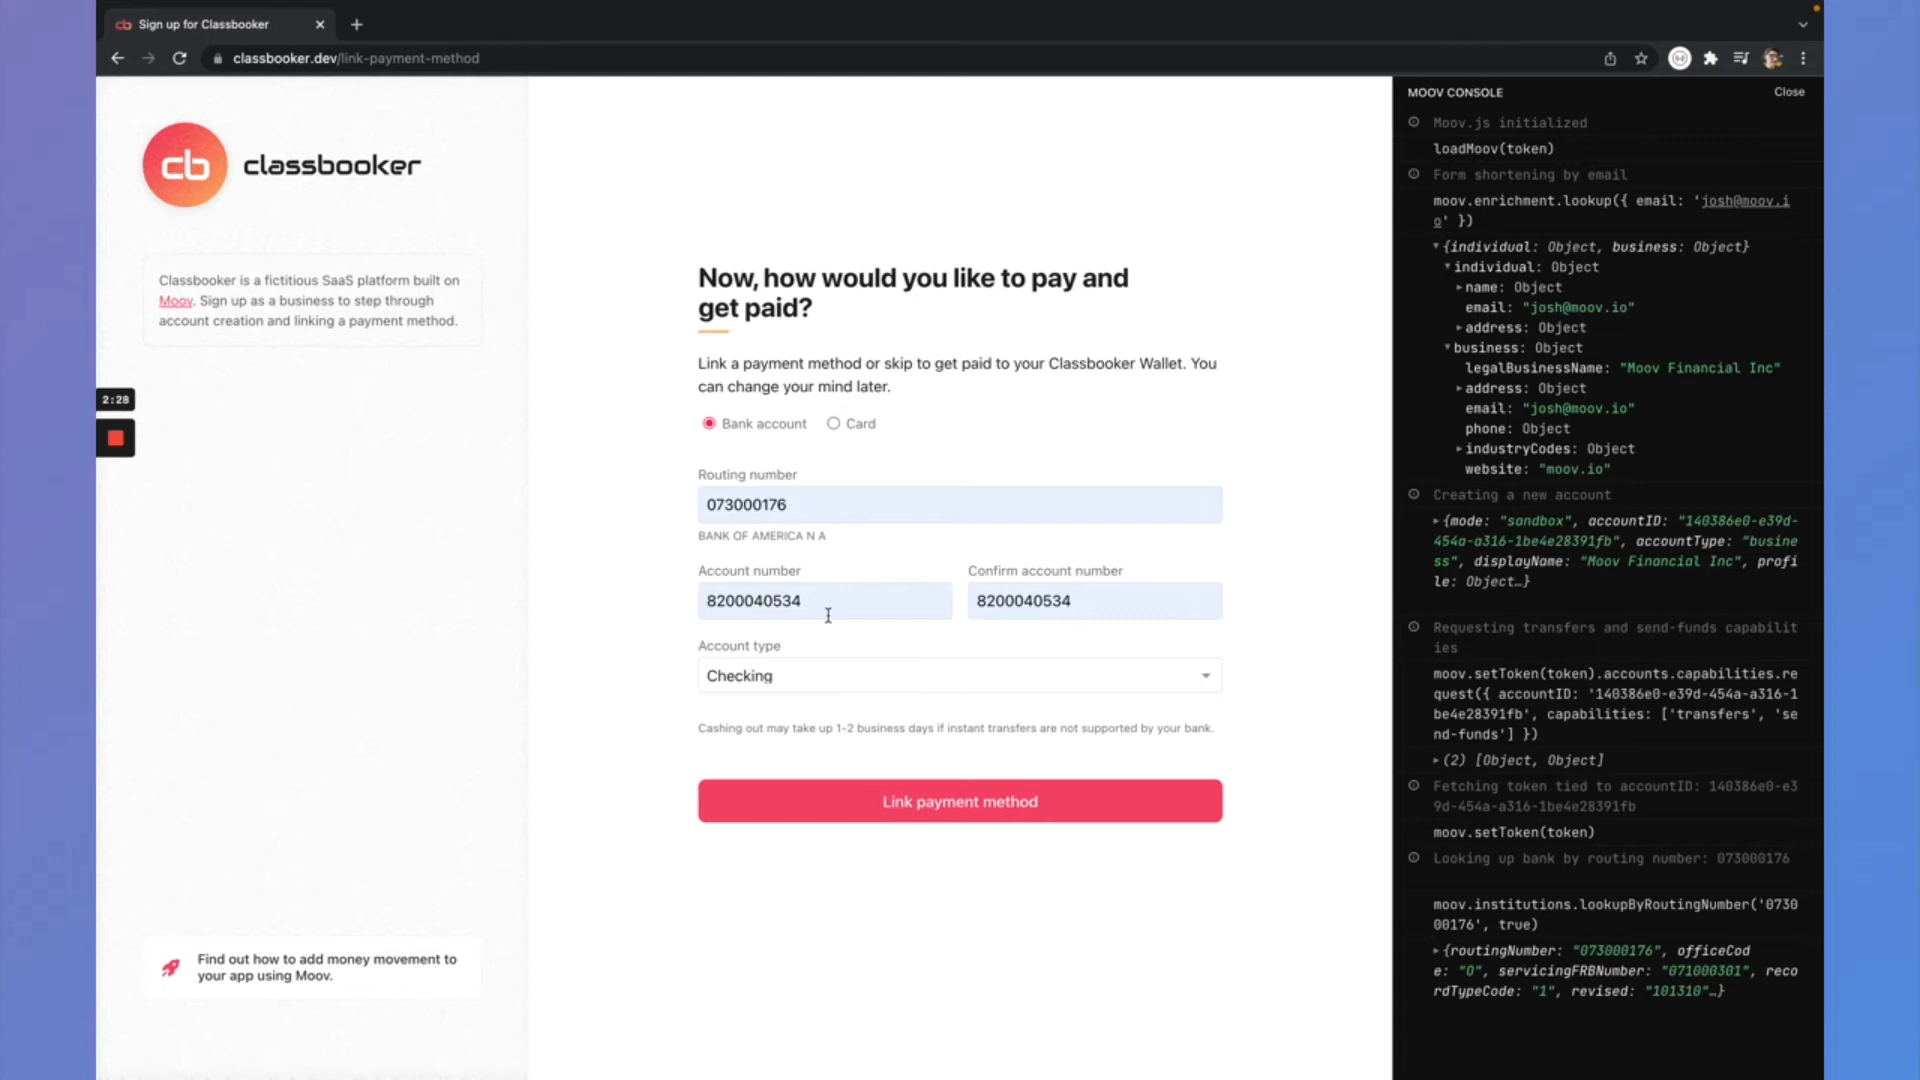 Sign up for Classbooker
classbooker.dev/link-payment-method
cb classbooker
Classbooker is a fictitious SaaS platform built on
Moov. Sign up as a business to step through
account creation and linking a payment method.
2:28
Find out how to add money movement to
your app using Moov.
Now, how would you like to pay and
get paid?
Link a payment method or skip to get paid to your Classbooker Wallet. You
can change your mind later.
Bank account Card
Routing number
073000176
BANK OF AMERICA N A
Account number Confirm account number
8200040534 8200040534
Account type
Checking
Cashing out may take up 1-2 business days if instant transfers are not supported by your bank.
Link payment method
MOOV CONSOLE Close
Moov.js initialized
loadMoov(token)
Form shortening by email
moov.enrichment.lookup({ email: 'josh@moov.i
o' })
{individual: Object, business: Object}
individual: Object
name: Object
email: "josh@moov.io"
address: Object
business: Object
legalBusinessName: "Moov Financial Inc"
address: Object
email: "josh@moov.io"
phone: Object
industryCodes: Object
website: "moov.io"
Creating a new account
{mode: "sandbox", accountID: "140386e0-e39d-
454a-a316-1be4e28391fb", accountType: "busine
ss", displayName: "Moov Financial Inc", profi
le: Object…}
Requesting transfers and send-funds capabilit
ies
moov.setToken(token).accounts.capabilities.re
quest({ accountID: '140386e0-e39d-454a-a316-1
be4e28391fb', capabilities: ['transfers', 'se
nd-funds'] })
(2) [Object, Object]
Fetching token tied to accountID: 140386e0-e3
9d-454a-a316-1be4e28391fb
moov.setToken(token)
Looking up bank by routing number: 073000176
moov.institutions.lookupByRoutingNumber('0730
00176', true)
{routingNumber: "073000176", officeCod
e: "O", servicingFRBNumber: "071000301", reco
rdTypeCode: "1", revised: "101310"…}